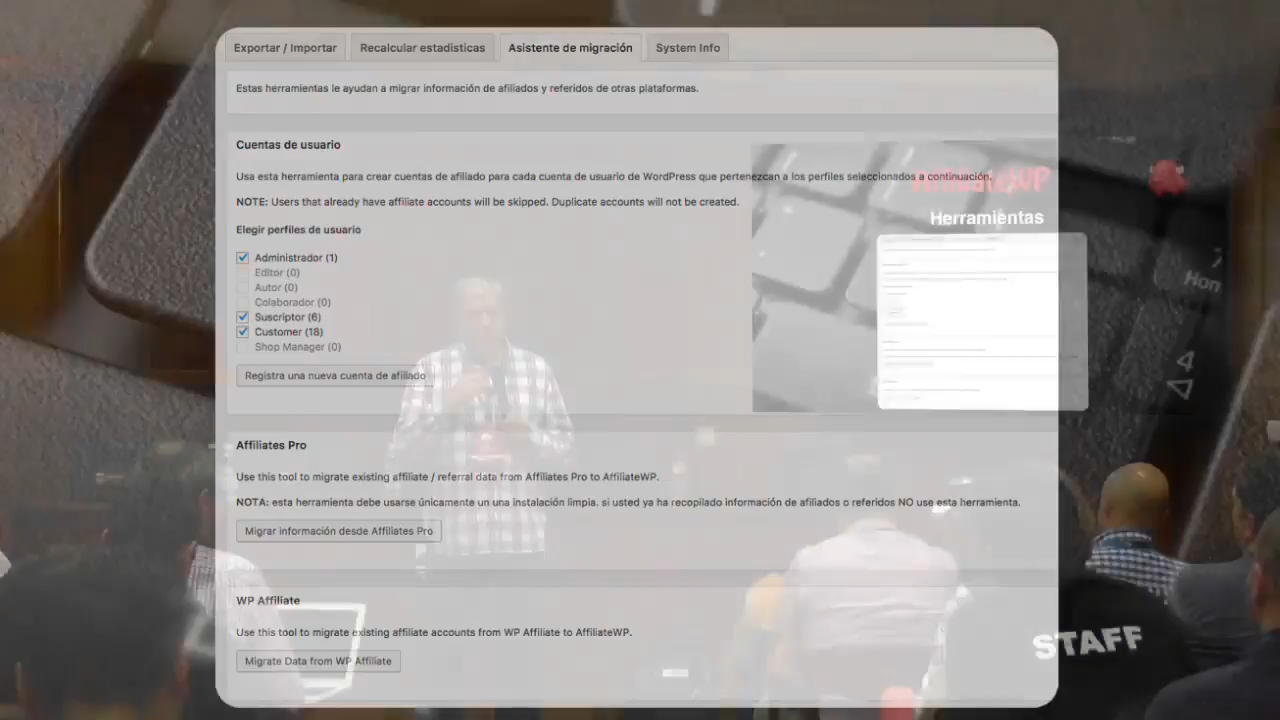 Exportar / Importar
Recalcular estadísticas
Asistente de migración
System Info
Estas herramientas le ayudan a migrar información de afiliados y referidos de otras plataformas.
Cuentas de usuario
Usa esta herramienta para crear cuentas de afiliado para cada cuenta de usuario de WordPress que pertenezcan a los perfiles seleccionados a continuación.
AffiliateWP
NOTE: Users that already have affiliate accounts will be skipped. Duplicate accounts will not be created.
Herramientas
Elegir perfiles de usuario
Administrador (1)
Editor (0)
Autor (0)
Colaborador (0)
Suscriptor (6)
Customer (18)
Shop Manager (0)
Registra una nueva cuenta de afiliado
Hom
4
Affiliates Pro
Use this tool to migrate existing affiliate / referral data from Affiliates Pro to AffiliateWP.
NOTA: esta herramienta debe usarse únicamente un una instalación limpia. si usted ya ha recopilado información de afiliados o referidos NO use esta herramienta.
Migrar información desde Affiliates Pro
WP Affiliate
Use this tool to migrate existing affiliate accounts from WP Affiliate to AffiliateWP.
Migrate Data from WP Affiliate
STAFF